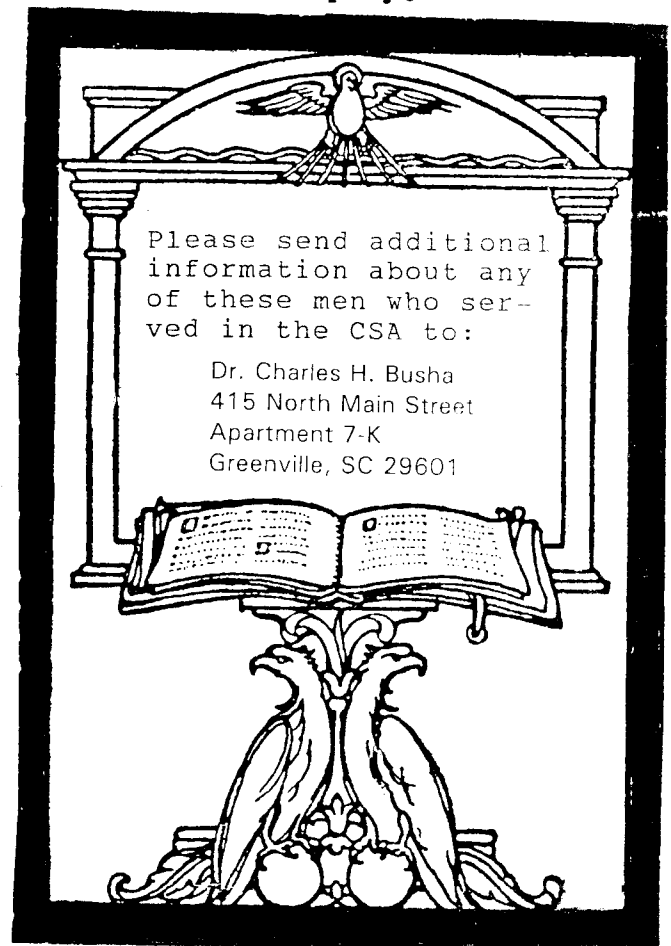 Please send additional
information about any
of these men who ser-
ved in the CSA to:
Dr. Charles H. Busha
415 North Main Street
Apartment 7-K
Greenville, SC 29601